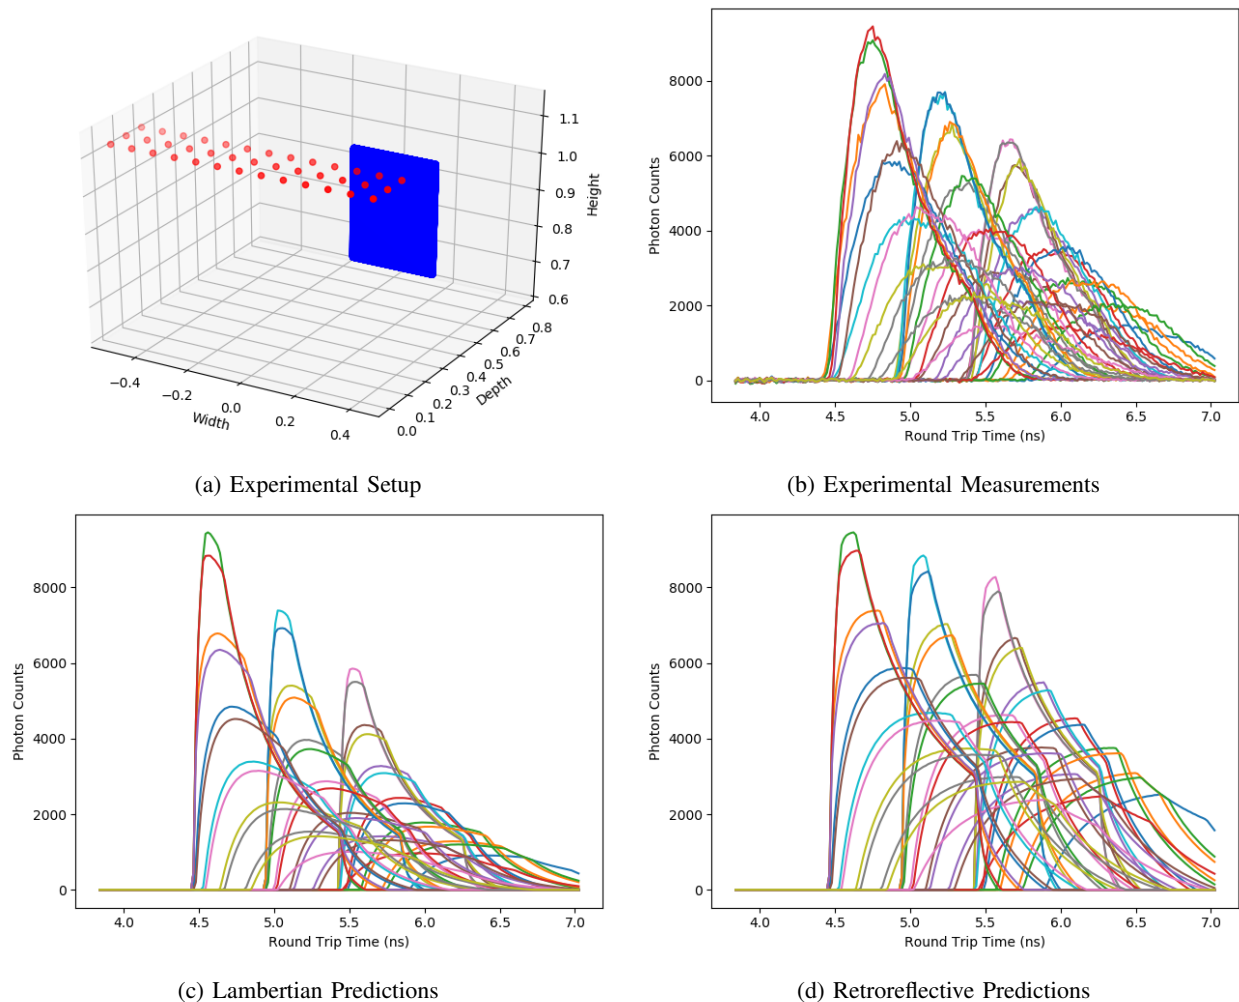 1.1
1.0
0.9
0.8
0.7
0.6
Height
−0.4
−0.2
0.0
0.2
0.4
Width
0.0
0.1
0.2
0.3
0.4
0.5
0.6
0.7
0.8
Depth
(a) Experimental Setup
8000
6000
4000
2000
0
Photon Counts
4.0 4.5 5.0 5.5 6.0 6.5 7.0
Round Trip Time (ns)
(b) Experimental Measurements
8000
6000
4000
2000
0
Photon Counts
4.0 4.5 5.0 5.5 6.0 6.5 7.0
Round Trip Time (ns)
(c) Lambertian Predictions
8000
6000
4000
2000
0
Photon Counts
4.0 4.5 5.0 5.5 6.0 6.5 7.0
Round Trip Time (ns)
(d) Retroreflective Predictions